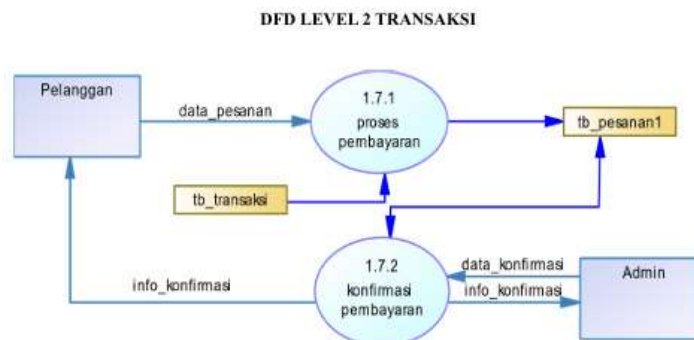 DFD LEVEL 2 TRANSAKSI
Pelanggan
data_pesanan
1.7.1
proses
pembayaran
tb_pesanan1
tb_transaksi
1.7.2
konfirmasi
pembayaran
info_konfirmasi
data_konfirmasi
info_konfirmasi
Admin